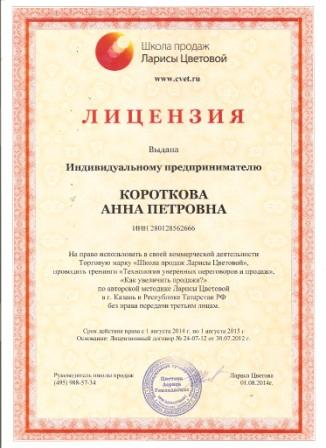 Школа продаж
Ларисы Цветовой
www.cvet.ru
ЛИЦЕНЗИЯ
Выдана
Индивидуальному предпринимателю
КОРОТКОВА
АННА ПЕТРОВНА
ИНН 280128562666
На право использовать в своей коммерческой деятельности
Торговую марку «Школа продаж Ларисы Цветовой»,
проводить тренинги «Технология уверенных переговоров и продаж»,
«Как увеличить продажи?»
по авторской методике Ларисы Цветовой
в г. Казань и Республике Татарстан РФ
без права передачи третьим лицам.
Срок действия права с 1 августа 2014 г. по 1 августа 2015 г.
Основание: Лицензионный договор № 24-07-12 от 30.07.2012 г.
Руководитель школы продаж
(495) 988-57-34
Лариса Цветова
01.08.2014г.
Цветова
Лариса